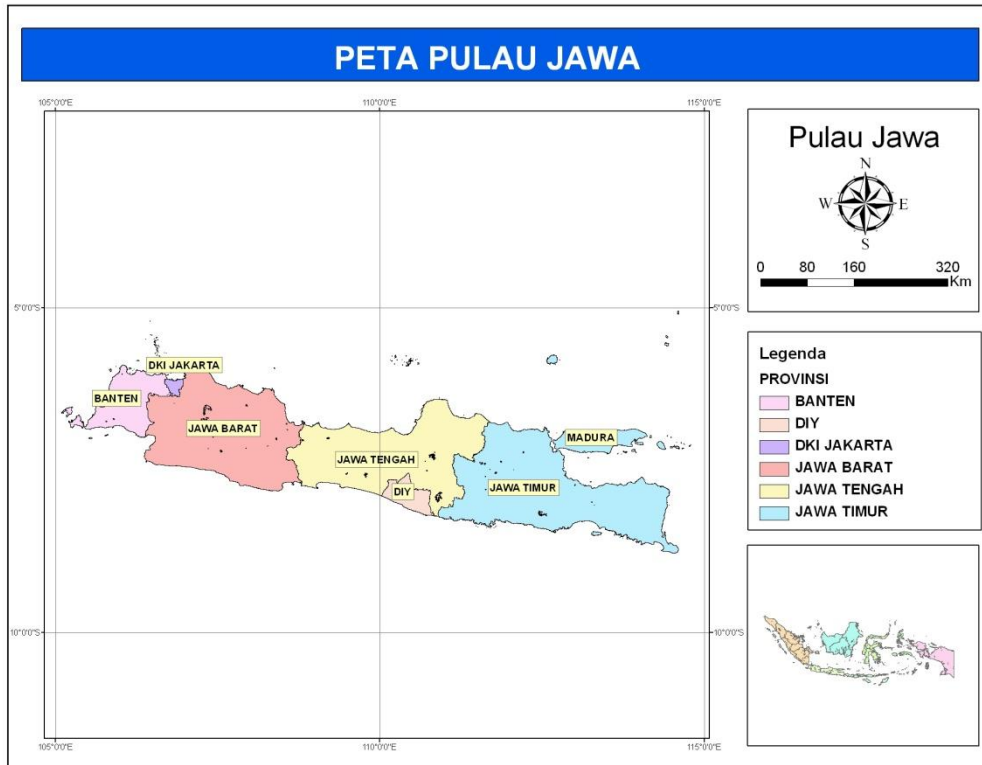 PETA PULAU JAWA
105°0'0"E
110°0'0"E
115°0'0"E
5°0'0"S
5°0'0"S
10°0'0"S
10°0'0"S
105°0'0"E
110°0'0"E
115°0'0"E
DKI JAKARTA
BANTEN
JAWA BARAT
JAWA TENGAH
DIY
MADURA
JAWA TIMUR
Pulau Jawa
N
W
E
S
0 80 160 320
Km
Legenda
PROVINSI
BANTEN
DIY
DKI JAKARTA
JAWA BARAT
JAWA TENGAH
JAWA TIMUR